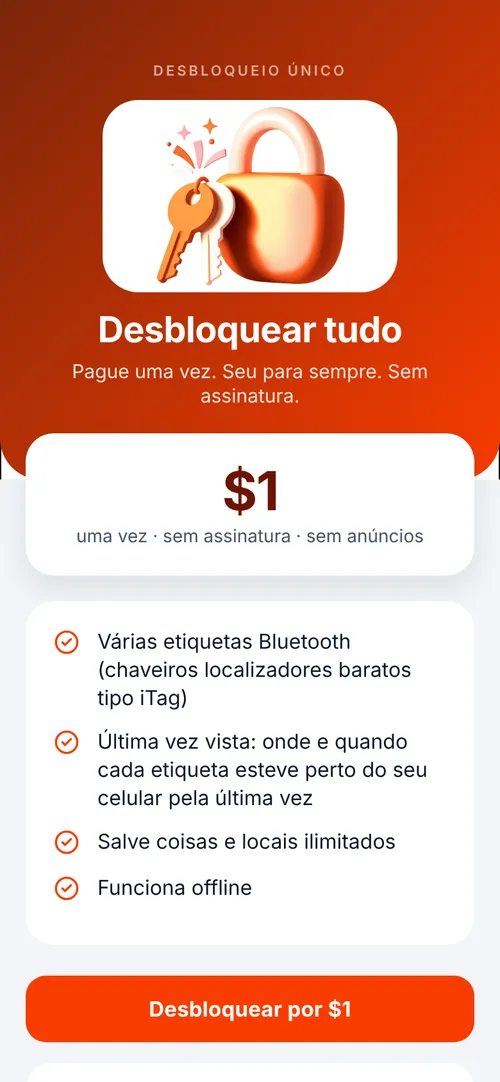 DESBLOQUEIO ÚNICO
Desbloquear tudo
Pague uma vez. Seu para sempre. Sem
assinatura.
$1
uma vez · sem assinatura · sem anúncios
Várias etiquetas Bluetooth
(chaveiros localizadores baratos
tipo iTag)
Última vez vista: onde e quando
cada etiqueta esteve perto do seu
celular pela última vez
Salve coisas e locais ilimitados
Funciona offline
Desbloquear por $1